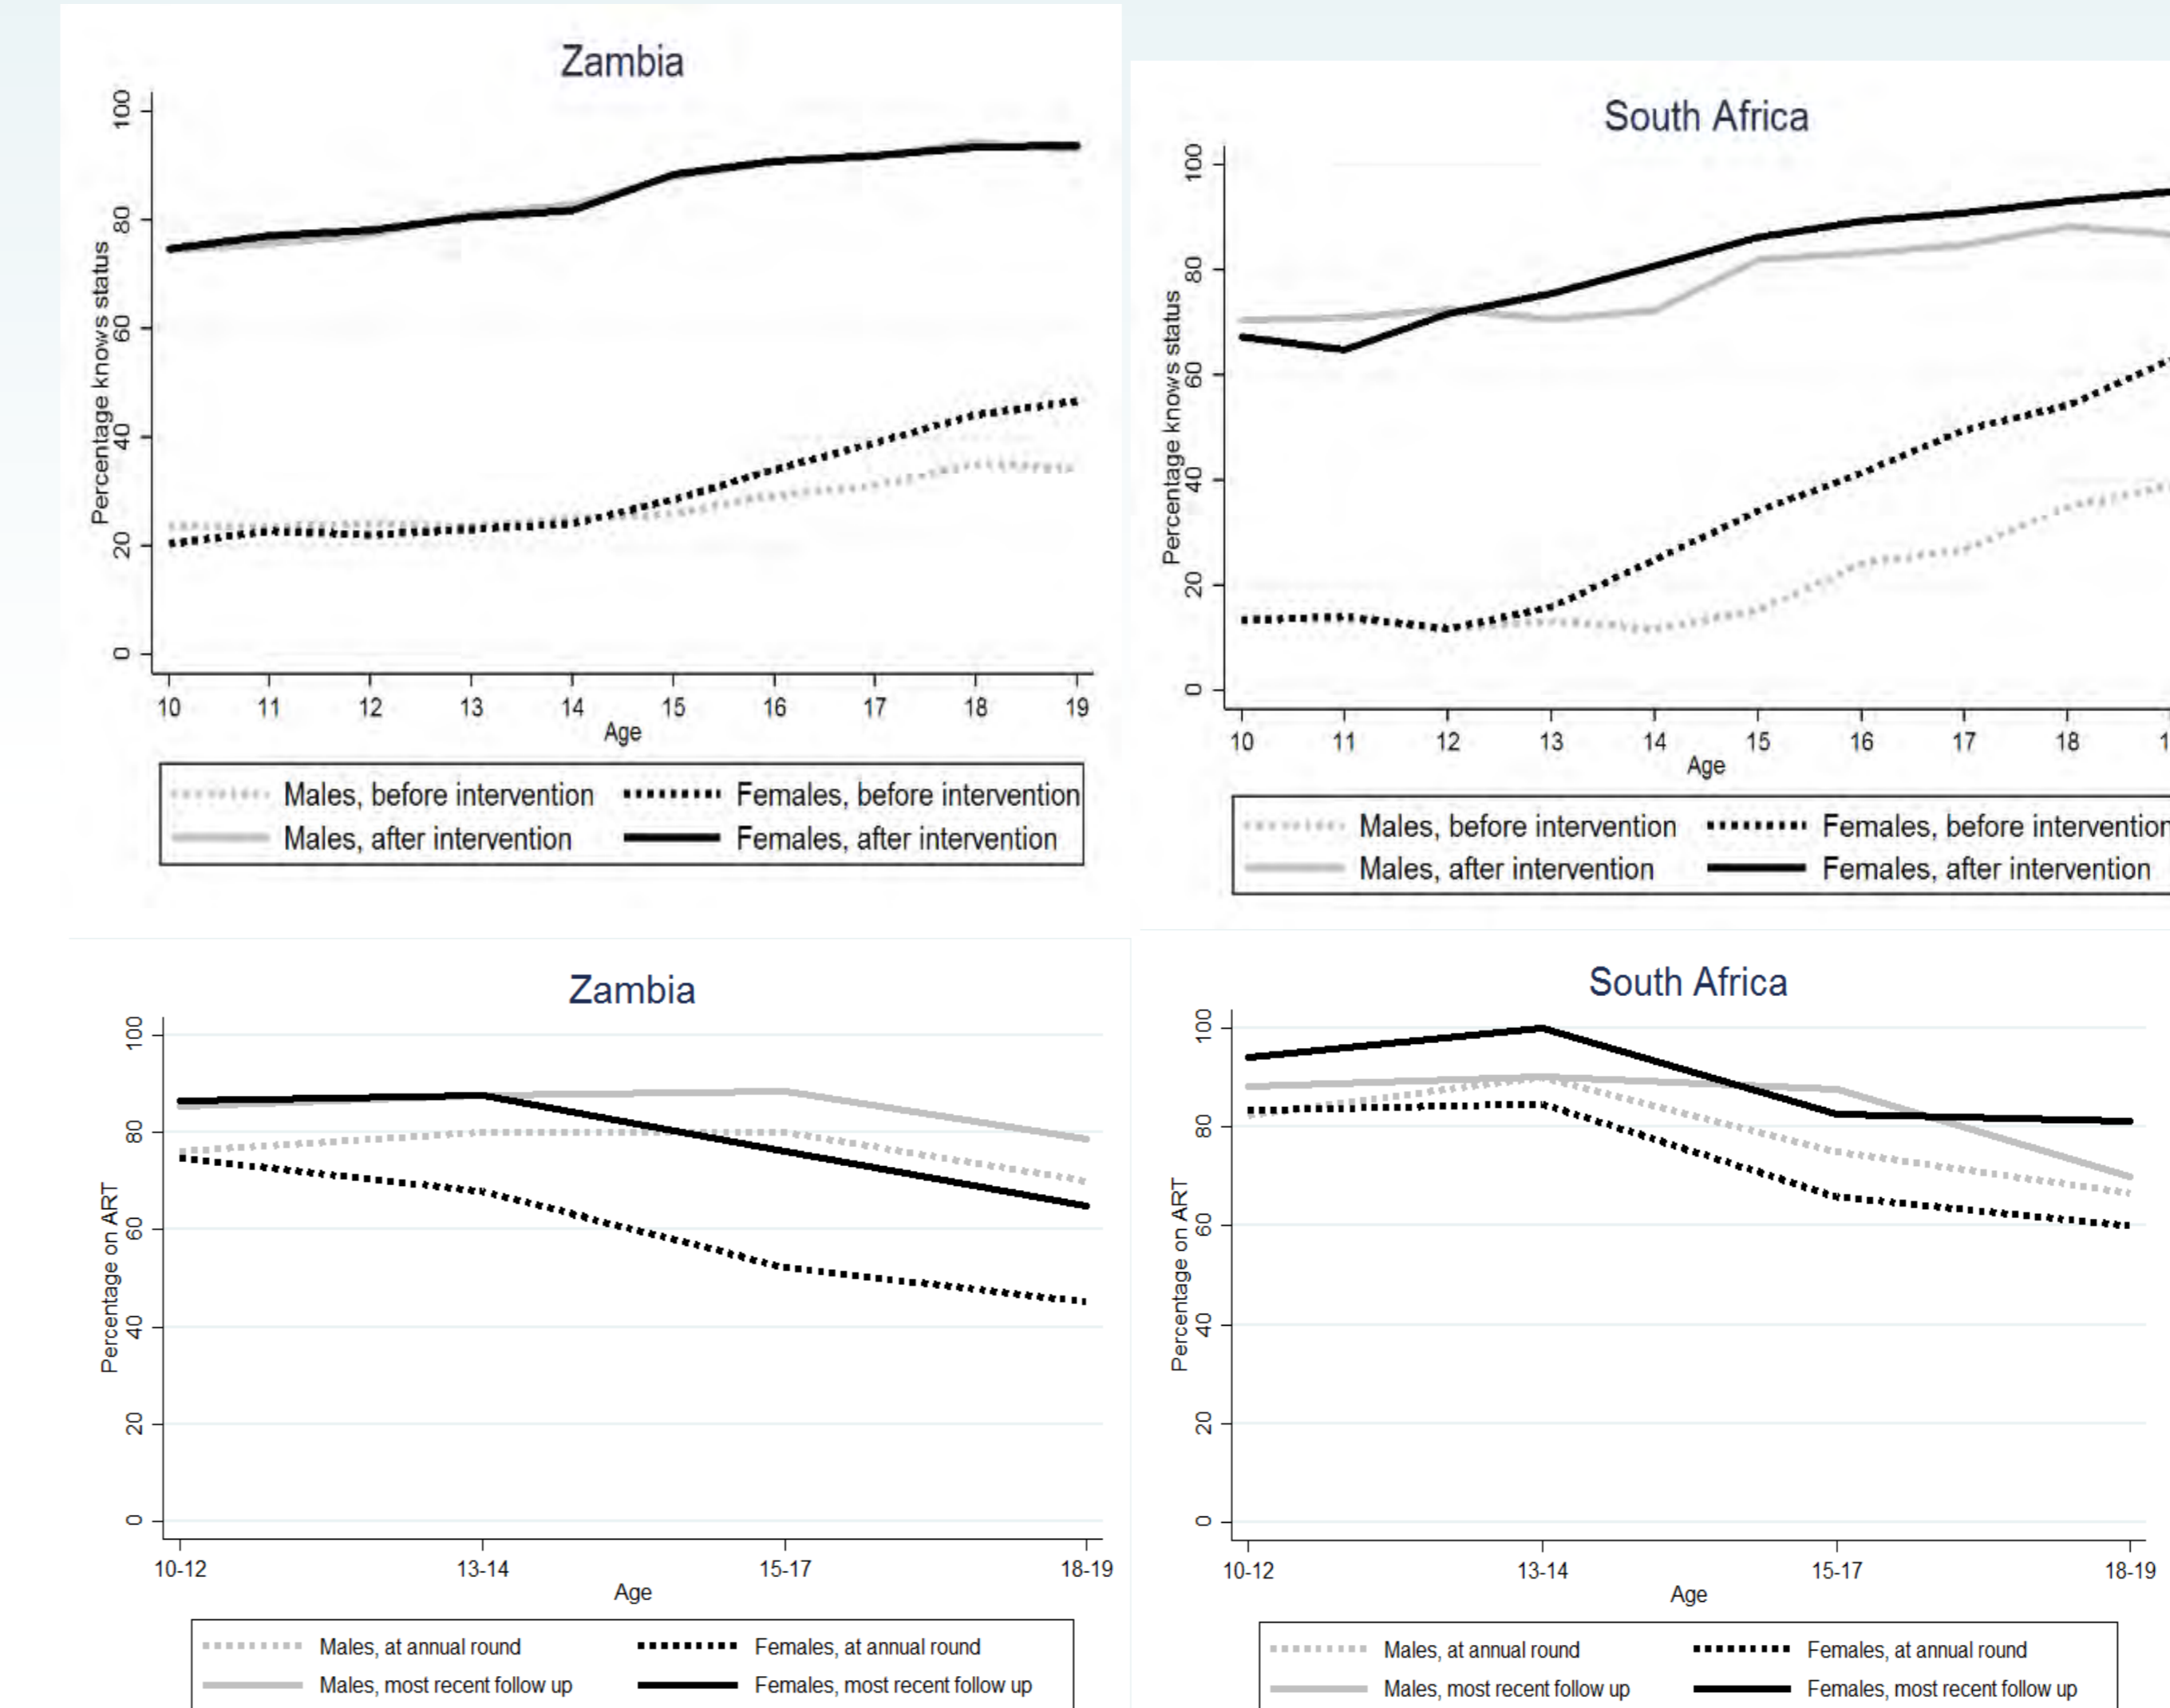 Zambia
Percentage knows status
100
80
60
40
20
0
10 11 12 13 14 15 16 17 18 19
Age
Males, before intervention Females, before intervention
Males, after intervention Females, after intervention
South Africa
Percentage knows status
100
80
60
40
20
0
10 11 12 13 14 15 16 17 18 1
Age
Males, before intervention Females, before intervention
Males, after intervention Females, after intervention
Zambia
Percentage on ART
100
80
60
40
20
0
10-12 13-14 15-17 18-19
Age
Males, at annual round Females, at annual round
Males, most recent follow up Females, most recent follow up
South Africa
Percentage on ART
100
80
60
40
20
0
10-12 13-14 15-17 18-19
Age
Males, at annual round Females, at annual round
Males, most recent follow up Females, most recent follow up